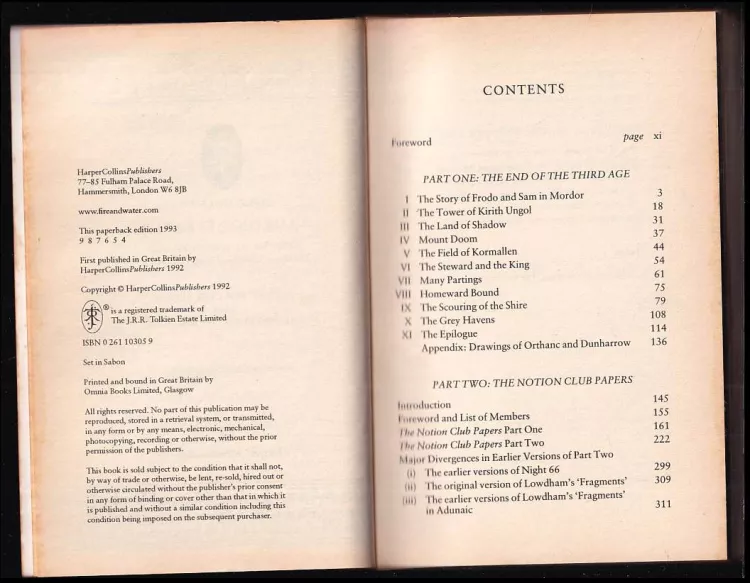 HarperCollinsPublishers
77–85 Fulham Palace Road,
Hammersmith, London W6 8JB
www.fireandwater.com
This paperback edition 1993
9 8 7 6 5 4
First published in Great Britain by
HarperCollinsPublishers 1992
Copyright © HarperCollinsPublishers 1992
® is a registered trademark of
The J.R.R. Tolkien Estate Limited
ISBN 0 261 10305 9
Set in Sabon
Printed and bound in Great Britain by
Omnia Books Limited, Glasgow
All rights reserved. No part of this publication may be
reproduced, stored in a retrieval system, or transmitted,
in any form or by any means, electronic, mechanical,
photocopying, recording or otherwise, without the prior
permission of the publishers.
This book is sold subject to the condition that it shall not,
by way of trade or otherwise, be lent, re-sold, hired out or
otherwise circulated without the publisher's prior consent
in any form of binding or cover other than that in which it
is published and without a similar condition including this
condition being imposed on the subsequent purchaser.
CONTENTS
Foreword page xi
PART ONE: THE END OF THE THIRD AGE
I The Story of Frodo and Sam in Mordor 3
II The Tower of Kirith Ungol 18
III The Land of Shadow 31
IV Mount Doom 37
V The Field of Kormallen 44
VI The Steward and the King 54
VII Many Partings 61
VIII Homeward Bound 75
IX The Scouring of the Shire 79
X The Grey Havens 108
XI The Epilogue 114
Appendix: Drawings of Orthanc and Dunharrow 136
PART TWO: THE NOTION CLUB PAPERS
Introduction 145
Foreword and List of Members 155
The Notion Club Papers Part One 161
The Notion Club Papers Part Two 222
Major Divergences in Earlier Versions of Part Two
(i) The earlier versions of Night 66 299
(ii) The original version of Lowdham's 'Fragments' 309
(iii) The earlier versions of Lowdham's 'Fragments'
in Adunaic 311